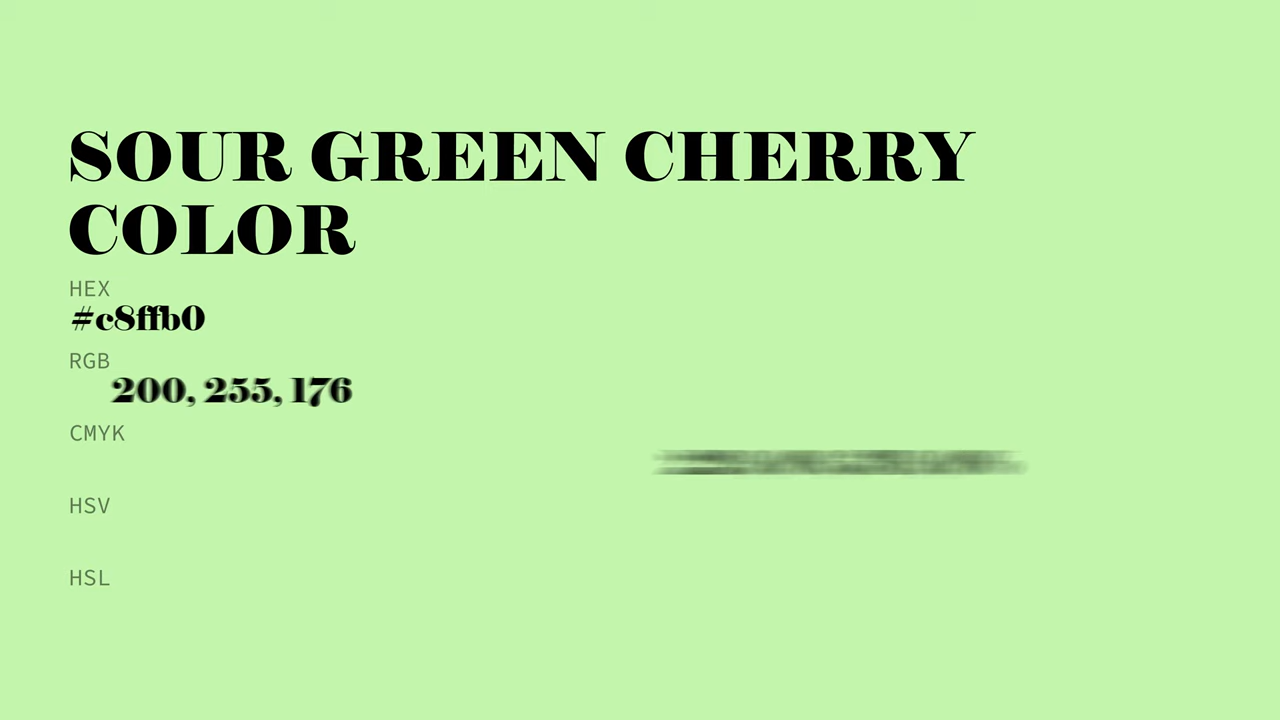 SOUR GREEN CHERRY
COLOR
HEX
#c8ffb0
RGB
200, 255, 176
CMYK
HSV
HSL